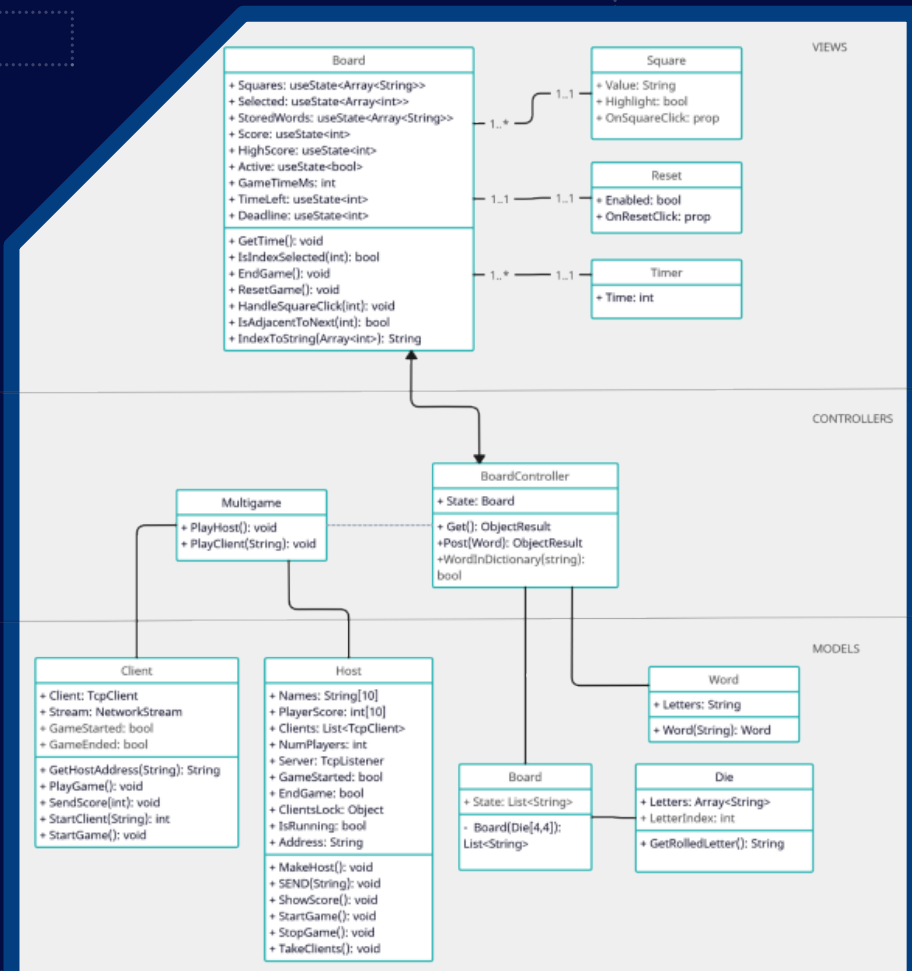 VIEWS
Board
+ Squares: useState<Array<String>>
+ Selected: useState<Array<int>>
+ StoredWords: useState<Array<String>>
+ Score: useState<int>
+ HighScore: useState<int>
+ Active: useState<bool>
+ GameTimeMs: int
+ TimeLeft: useState<int>
+ Deadline: useState<int>
+ GetTime(): void
+ IsIndexSelected(int): bool
+ EndGame(): void
+ ResetGame(): void
+ HandleSquareClick(int): void
+ IsAdjacentToNext(int): bool
+ IndexToString(Array<int>): String
1..*
1..1
1..1
1..1
1..*
1..1
Square
+ Value: String
+ Highlight: bool
+ OnSquareClick: prop
Reset
+ Enabled: bool
+ OnResetClick: prop
Timer
+ Time: int
CONTROLLERS
Multigame
+ PlayHost(): void
+ PlayClient(String): void
BoardController
+ State: Board
+ Get(): ObjectResult
+Post(Word): ObjectResult
+WordInDictionary(string):
bool
MODELS
Client
+ Client: TcpClient
+ Stream: NetworkStream
+ GameStarted: bool
+ GameEnded: bool
+ GetHostAddress(String): String
+ PlayGame(): void
+ SendScore(int): void
+ StartClient(String): int
+ StartGame(): void
Host
+ Names: String[10]
+ PlayerScore: int[10]
+ Clients: List<TcpClient>
+ NumPlayers: int
+ Server: TcpListener
+ GameStarted: bool
+ EndGame: bool
+ ClientsLock: Object
+ IsRunning: bool
+ Address: String
+ MakeHost(): void
+ SEND(String): void
+ ShowScore(): void
+ StartGame(): void
+ StopGame(): void
+ TakeClients(): void
Word
+ Letters: String
+ Word(String): Word
Board
+ State: List<String>
- Board(Die[4,4]):
List<String>
Die
+ Letters: Array<String>
+ LetterIndex: int
+ GetRolledLetter(): String